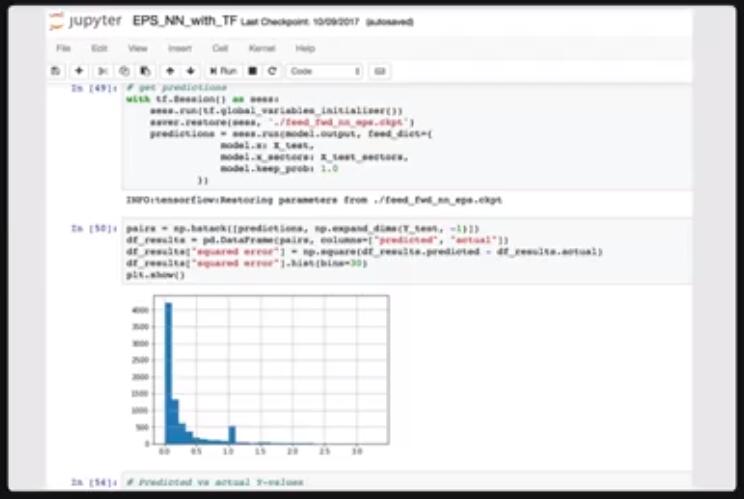 jupyter EPS_NN_with_TF Last Checkpoint: 10/09/2017 (autosaved)
File Edit View Insert Cell Kernel Help
Run Code
In [49]: # get predictions
with tf.Session() as sess:
sess.run(tf.global_variables_initializer())
saver.restore(sess, './feed_fwd_nn_eps.ckpt')
predictions = sess.run(model.output, feed_dict={
model.x: X_test,
model.x_sectors: X_test_sectors,
model.keep_prob: 1.0
})
INFO:tensorflow:Restoring parameters from ./feed_fwd_nn_eps.ckpt
In [50]: pairs = np.hstack([predictions, np.expand_dims(Y_test, -1)])
df_results = pd.DataFrame(pairs, columns=["predicted", "actual"])
df_results["squared error"] = np.square(df_results.predicted - df_results.actual)
df_results["squared error"].hist(bins=30)
plt.show()
4000
3500
3000
2500
2000
1500
1000
500
0
0.0 0.5 1.0 1.5 2.0 2.5 3.0
In [54]: # Predicted vs actual Y-values